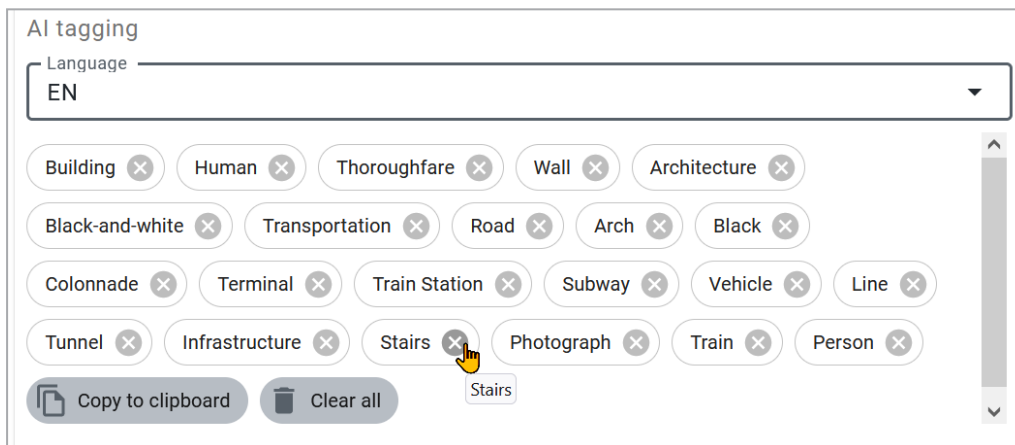 AI tagging
Language
EN
Building Human Thoroughfare Wall Architecture
Black-and-white Transportation Road Arch Black
Colonnade Terminal Train Station Subway Vehicle Line
Tunnel Infrastructure Stairs Photograph Train Person
Stairs
Copy to clipboard Clear all